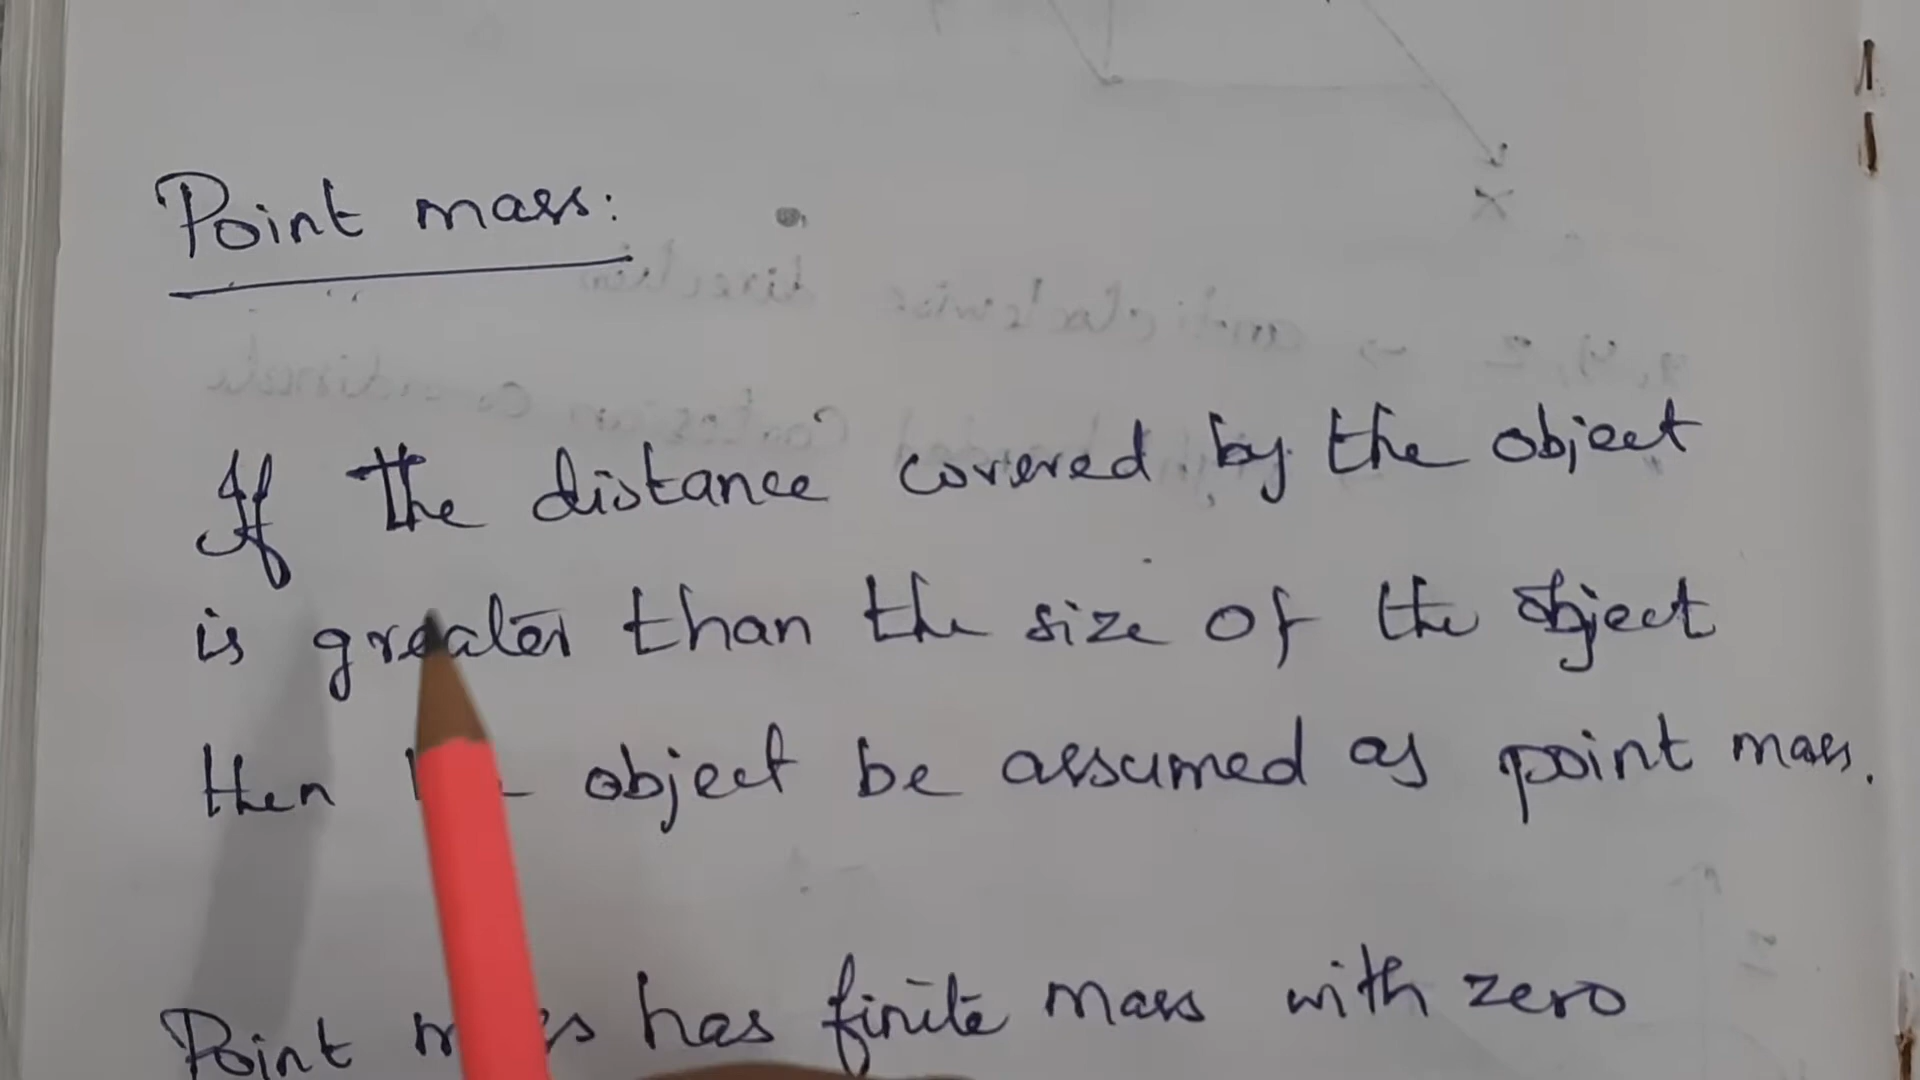 Point mass:
If the distance covered by the object
is greater than the size of the object
then object be assumed as point mass.
Point mass has finite mass with zero
X